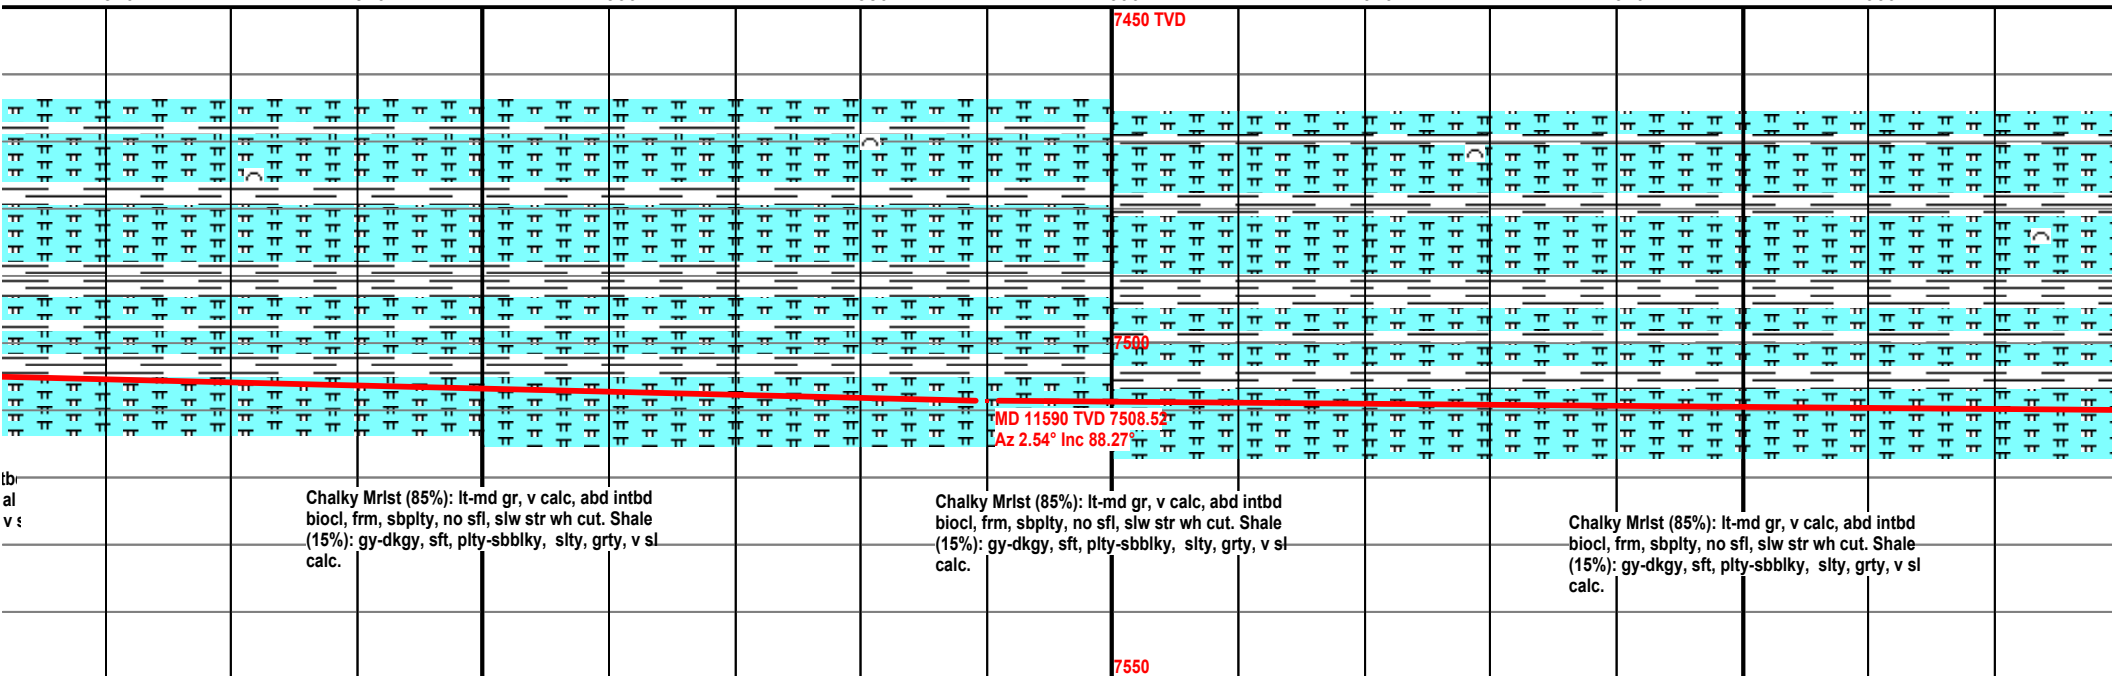 7450 TVD
7500
MD 11590 TVD 7508.52
Az 2.54° Inc 88.27°
al
Chalky Mrlst (85%): lt-md gr, v calc, abd intbd
biocl, frm, sbplty, no sfl, slw str wh cut. Shale
(15%): gy-dkgy, sft, plty-sbblky, slty, grty, v sl
calc.
Chalky Mrlst (85%): lt-md gr, v calc, abd intbd
biocl, frm, sbplty, no sfl, slw str wh cut. Shale
(15%): gy-dkgy, sft, plty-sbblky, slty, grty, v sl
calc.
Chalky Mrlst (85%): lt-md gr, v calc, abd intbd
biocl, frm, sbplty, no sfl, slw str wh cut. Shale
(15%): gy-dkgy, sft, plty-sbblky, slty, grty, v sl
calc.
7550